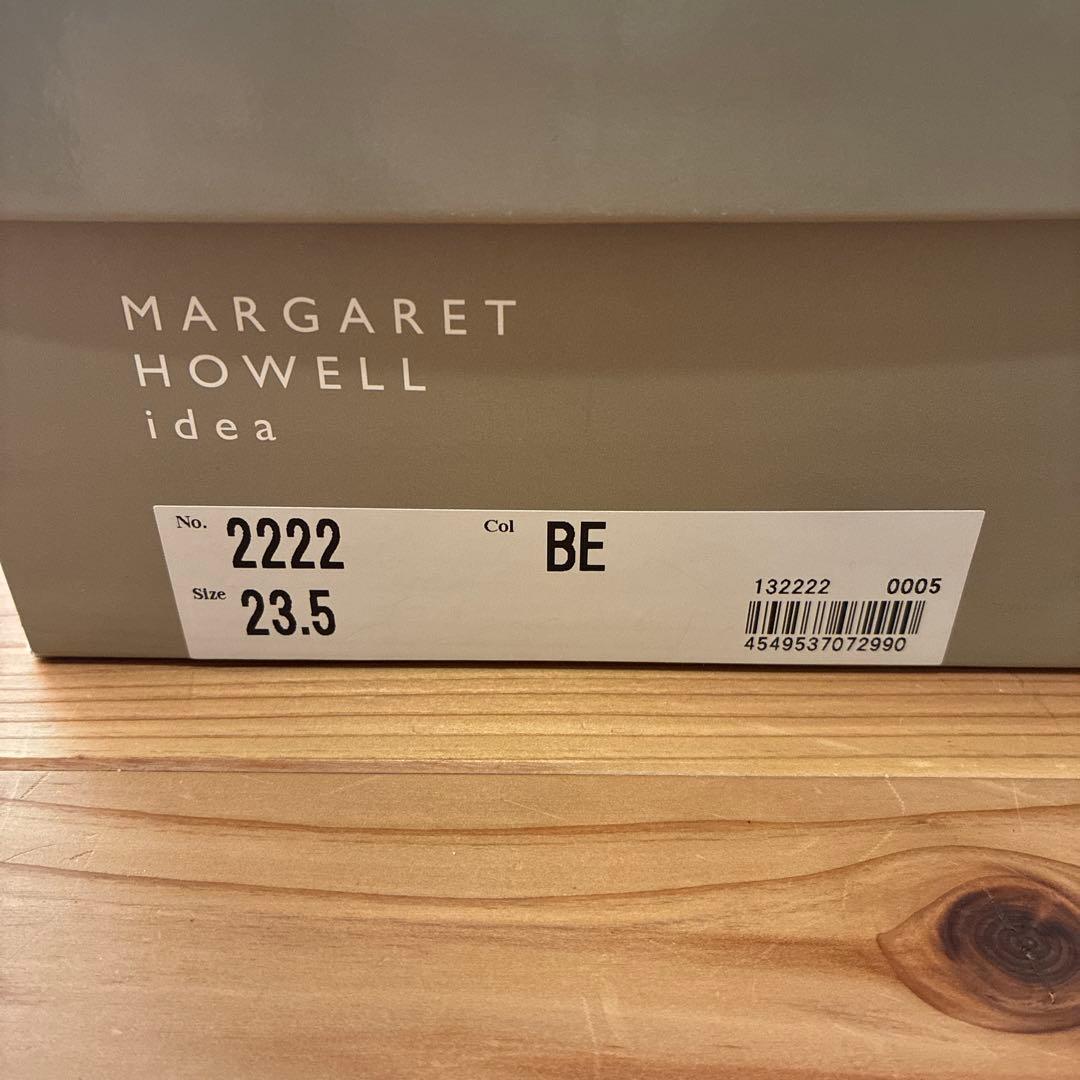 MARGARET
HOWELL
idea
No. 2222 Col BE
Size 23.5
132222 0005
4549537072990